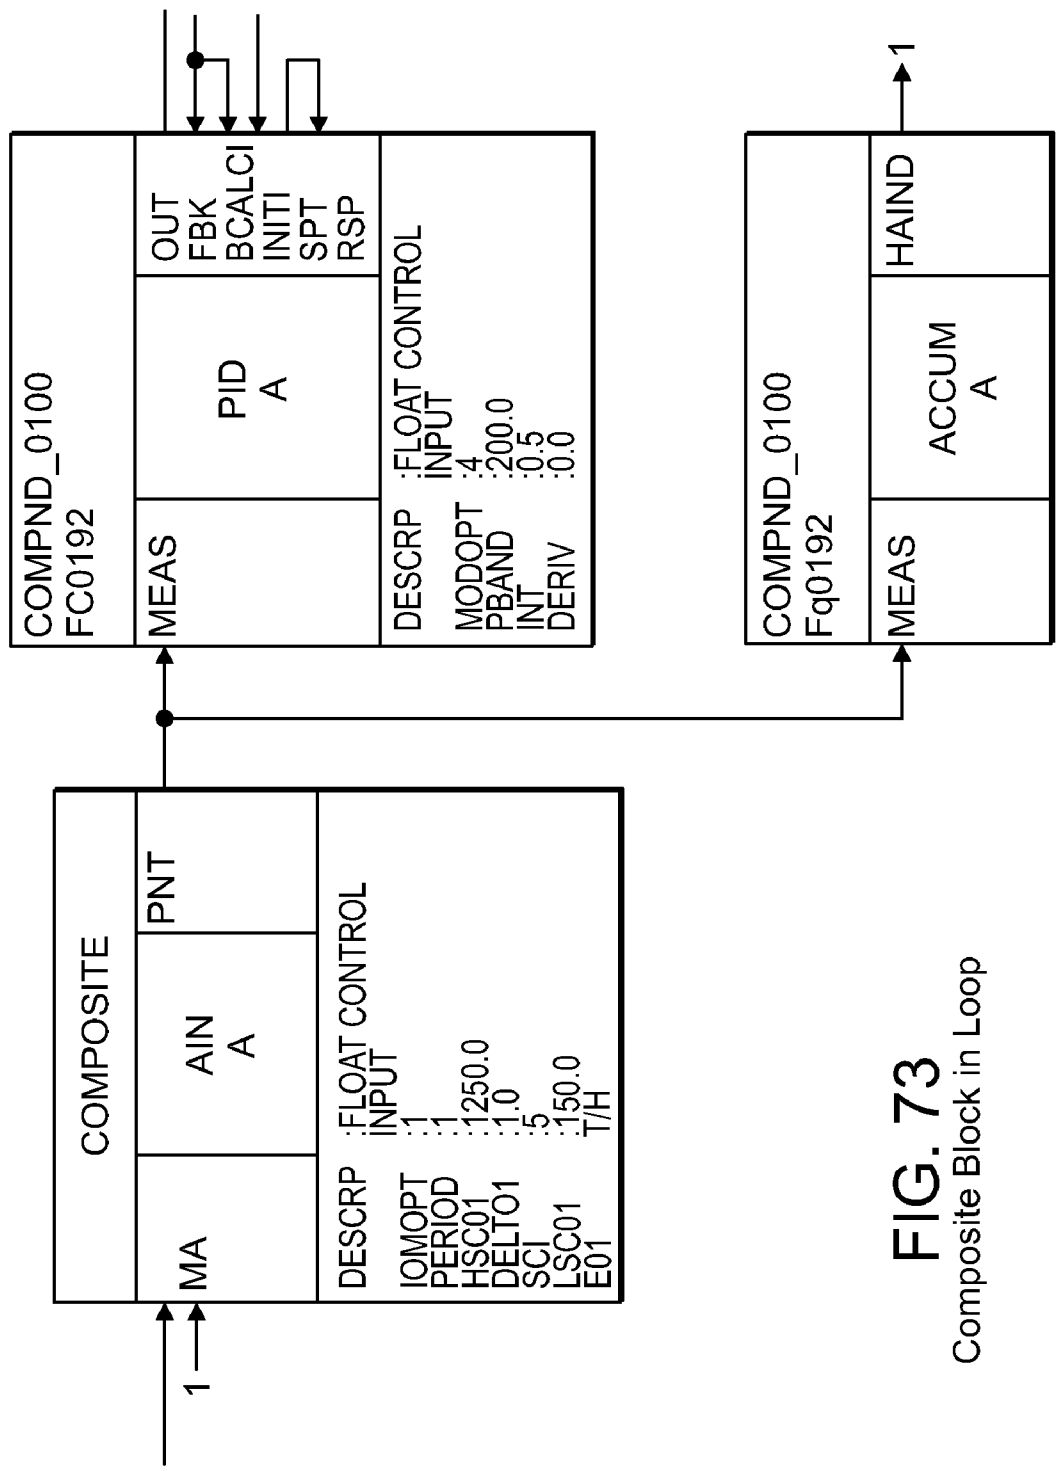 COMPOSITE
MA
AIN
A
PNT
DESCRP :FLOAT CONTROL
INPUT
IOMOPT :1
PERIOD :1
HSC01 :1250.0
DELTO1 :1.0
SCI :5
LSC01 :150.0
E01 T/H
1
COMPND_0100
FC0192
MEAS
PID
A
OUT
FBK
BCALCI
INITI
SPT
RSP
DESCRP :FLOAT CONTROL
INPUT
MODOPT :4
PBAND :200.0
INT :0.5
DERIV :0.0
COMPND_0100
Fq0192
MEAS
ACCUM
A
HAIND
1
FIG. 73
Composite Block in Loop